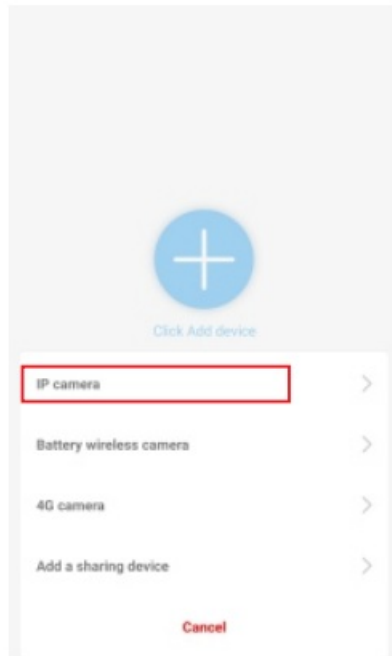 Click Add device
IP camera
Battery wireless camera
4G camera
Add a sharing device
Cancel